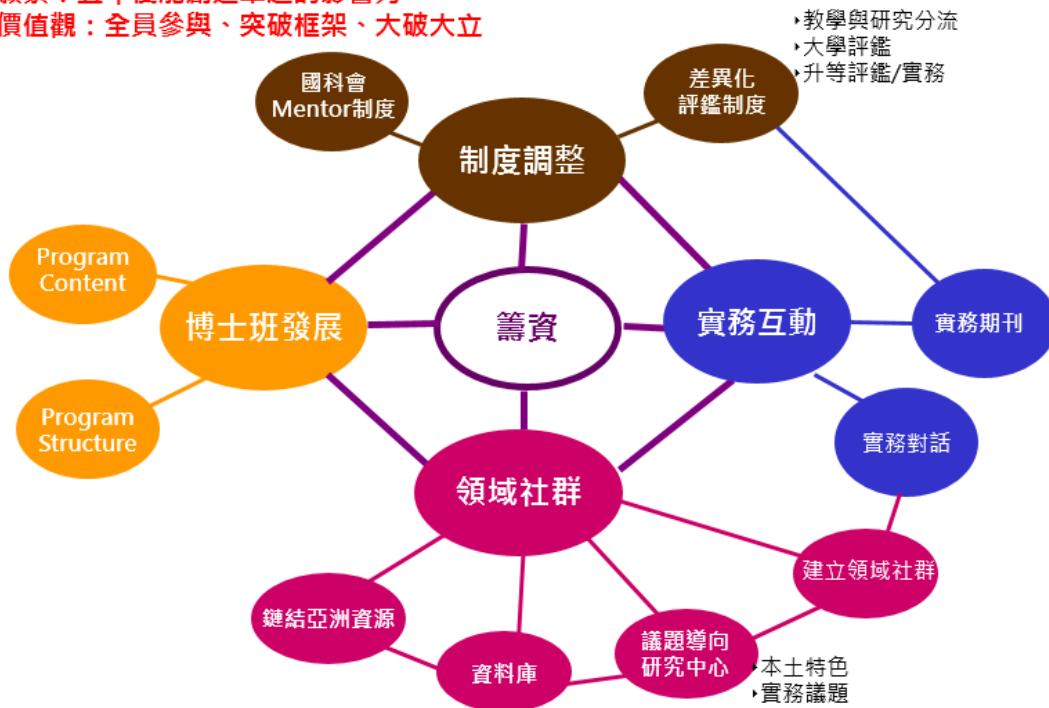 價值觀：全員參與、突破框架、大破大立
‣教學與研究分流
‣大學評鑑
‣升等評鑑/實務
國科會
Mentor制度
差異化
評鑑制度
制度調整
Program
Content
博士班發展
籌資
實務互動
實務期刊
Program
Structure
實務對話
領域社群
建立領域社群
鏈結亞洲資源
資料庫
議題導向
研究中心
‣本土特色
‣實務議題